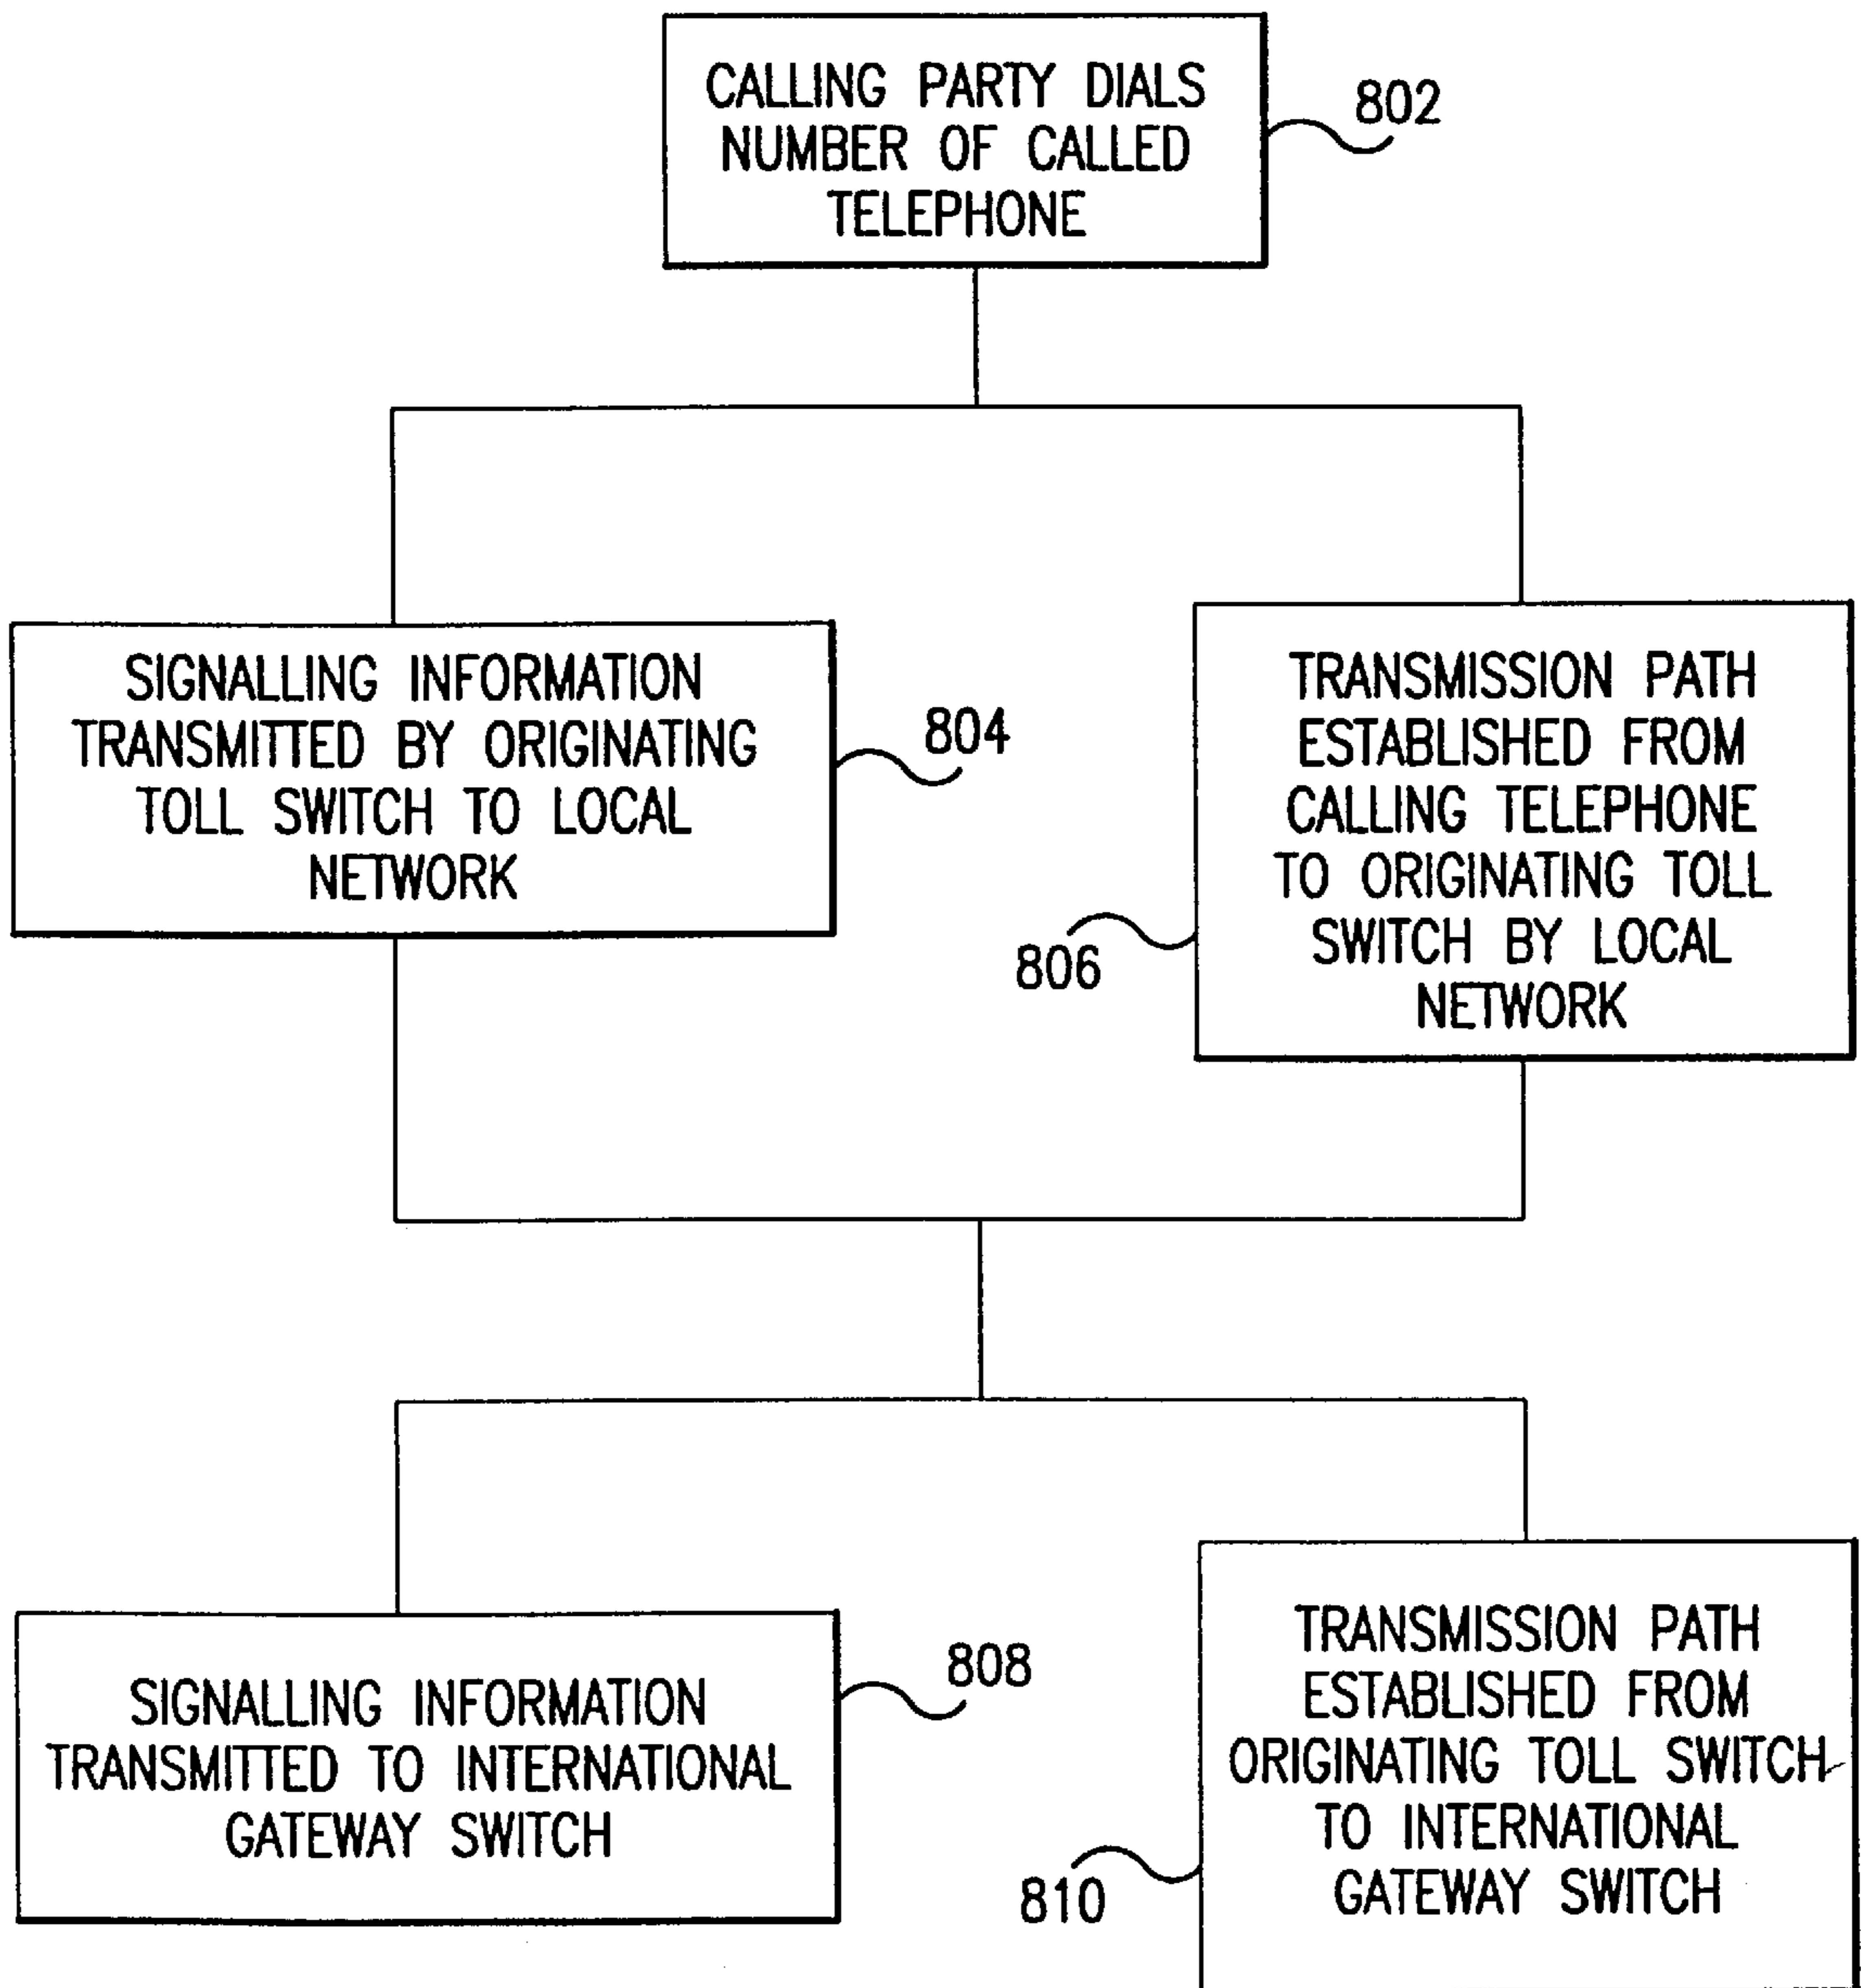 CALLING PARTY DIALS
NUMBER OF CALLED
TELEPHONE
802
SIGNALLING INFORMATION
TRANSMITTED BY ORIGINATING
TOLL SWITCH TO LOCAL
NETWORK
804
TRANSMISSION PATH
ESTABLISHED FROM
CALLING TELEPHONE
TO ORIGINATING TOLL
SWITCH BY LOCAL
NETWORK
806
SIGNALLING INFORMATION
TRANSMITTED TO INTERNATIONAL
GATEWAY SWITCH
808
TRANSMISSION PATH
ESTABLISHED FROM
ORIGINATING TOLL SWITCH
TO INTERNATIONAL
GATEWAY SWITCH
810